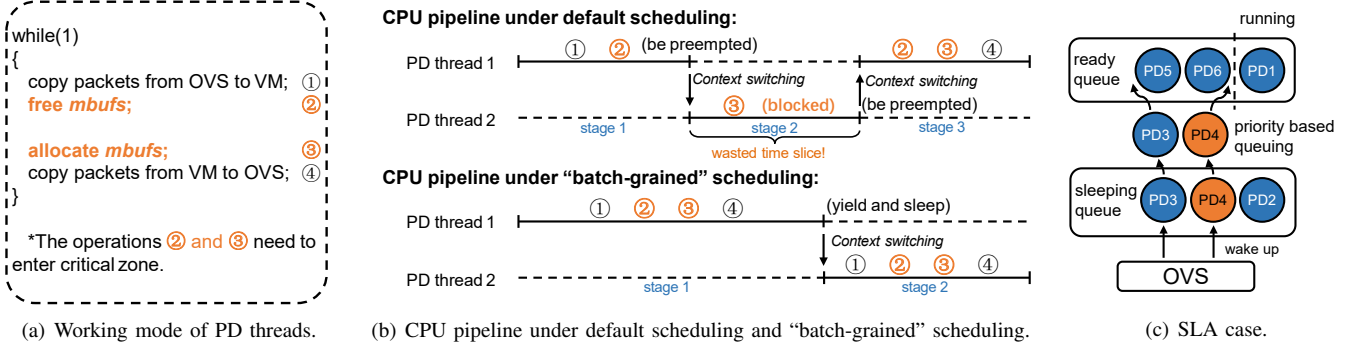 while(1)
{
copy packets from OVS to VM; ①
free mbufs; ②
allocate mbufs; ③
copy packets from VM to OVS; ④
}
*The operations ② and ③ need to
enter critical zone.
(a) Working mode of PD threads.
CPU pipeline under default scheduling:
① ② (be preempted) ② ③ ④
PD thread 1
Context switching Context switching
③ (blocked) (be preempted)
PD thread 2
stage 1 stage 2 stage 3
wasted time slice!
CPU pipeline under “batch-grained” scheduling:
① ② ③ ④ (yield and sleep)
PD thread 1
Context switching
① ② ③ ④
PD thread 2
stage 1 stage 2
(b) CPU pipeline under default scheduling and “batch-grained” scheduling.
running
ready
queue
PD5 PD6 PD1
PD3 PD4
priority based
queuing
sleeping
queue
PD3 PD4 PD2
wake up
OVS
(c) SLA case.